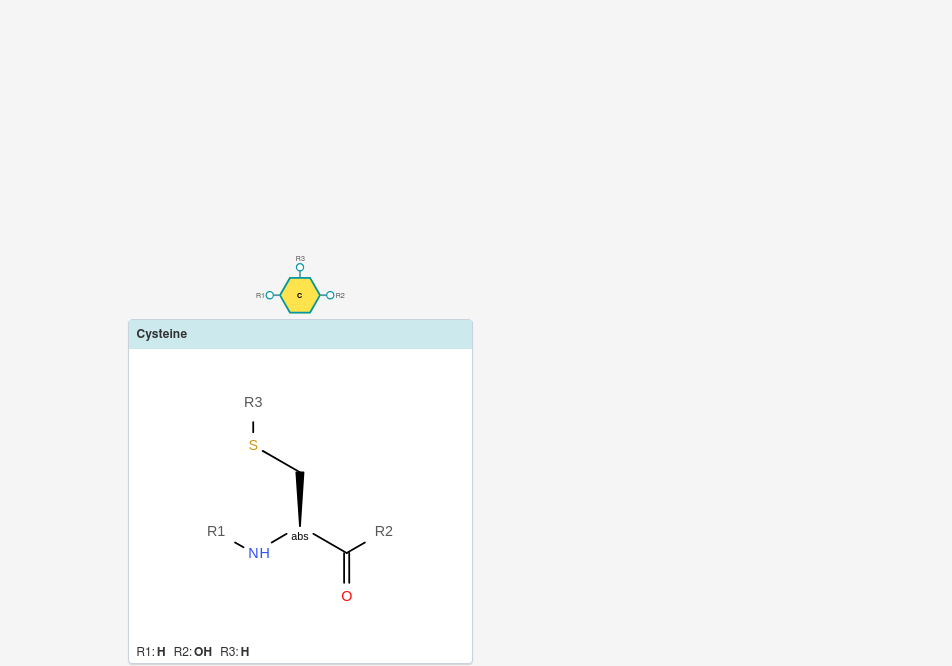 R3
R1 C R2
Cysteine
R3
S
R1 R2
abs
NH
O
R1: H R2: OH R3: H